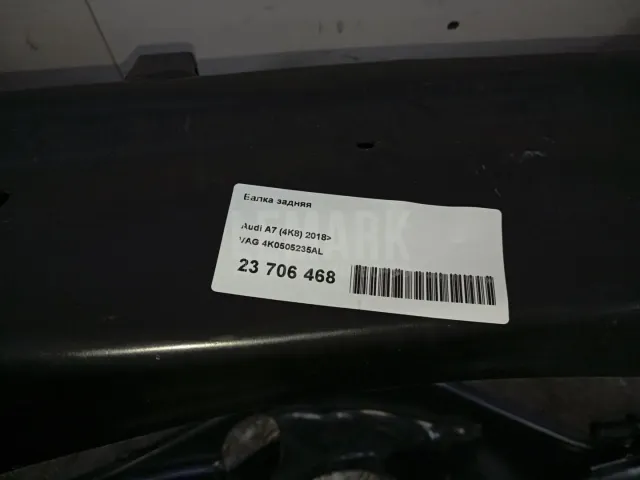 Балка задняя
Audi A7 (4K8) 2018>
VAG 4K0505235AL
23 706 468